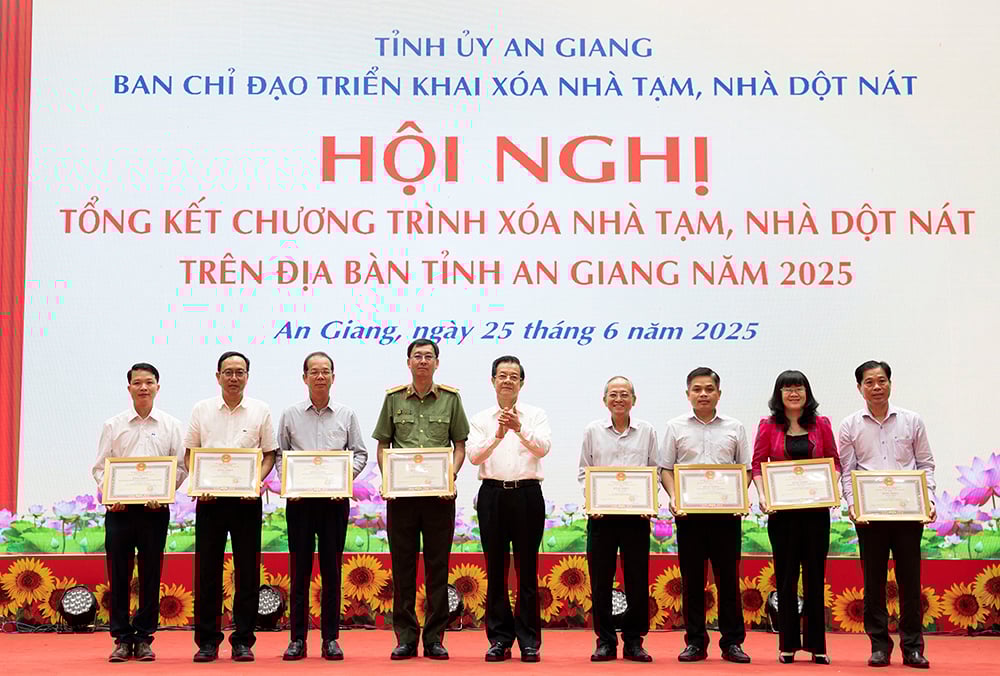 TỈNH ỦY AN GIANG
BAN CHỈ ĐẠO TRIỂN KHAI XÓA NHÀ TẠM, NHÀ DỘT NÁT
HỘI NGHỊ
TỔNG KẾT CHƯƠNG TRÌNH XÓA NHÀ TẠM, NHÀ DỘT NÁT
TRÊN ĐỊA BÀN TỈNH AN GIANG NĂM 2025
An Giang, ngày 25 tháng 6 năm 2025